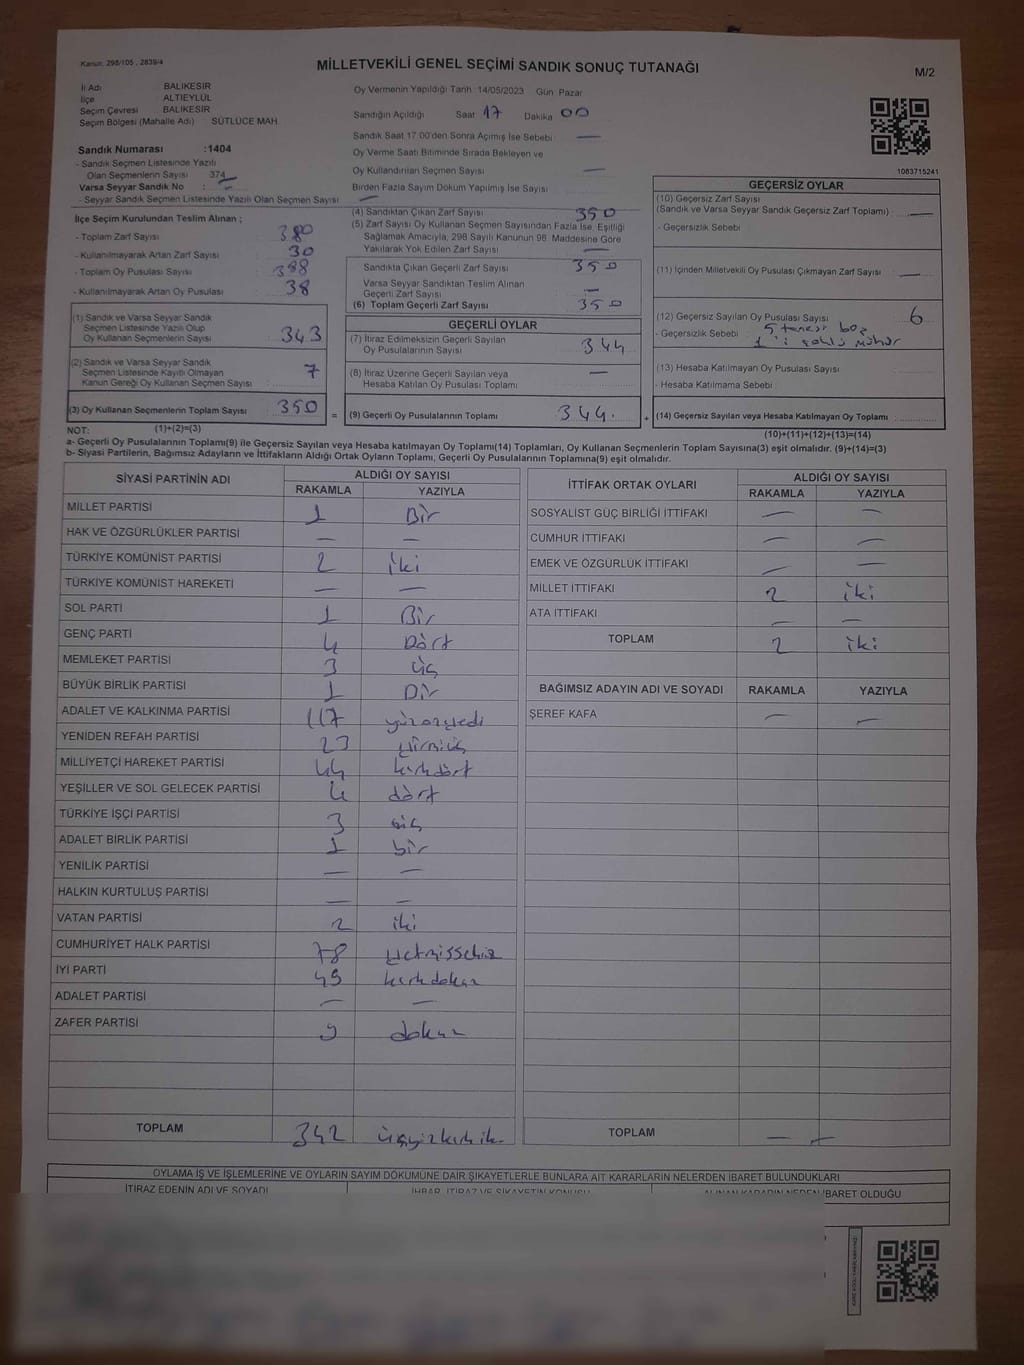 Kanun: 298/105 , 2839/4
MİLLETVEKİLİ GENEL SEÇİMİ SANDIK SONUÇ TUTANAĞI
M/2
İl Adı : BALIKESİR
İlçe : ALTIEYLÜL
Seçim Çevresi : BALIKESİR
Seçim Bölgesi (Mahalle Adı) : SÜTLÜCE MAH.
Oy Vermenin Yapıldığı Tarih : 14/05/2023 Gün : Pazar
Sandığın Açıldığı Saat 17 Dakika 00
Sandık Saat 17:00'den Sonra Açımış İse Sebebi : —
Oy Verme Saati Bitiminde Sırada Bekleyen ve
Oy Kullandırılan Seçmen Sayısı —
Birden Fazla Sayım Döküm Yapılmış İse Sayısı
1083715241
Sandık Numarası : 1404
- Sandık Seçmen Listesinde Yazılı
Olan Seçmenlerin Sayısı 374
Varsa Seyyar Sandık No : —
- Seyyar Sandık Seçmen Listesinde Yazılı Olan Seçmen Sayısı : —
İlçe Seçim Kurulundan Teslim Alınan ;
- Toplam Zarf Sayısı : 380
- Kullanılmayarak Artan Zarf Sayısı : 30
- Toplam Oy Pusulası Sayısı : 388
- Kullanılmayarak Artan Oy Pusulası : 38
(1) Sandık ve Varsa Seyyar Sandık
Seçmen Listesinde Yazılı Olup
Oy Kullanan Seçmenlerin Sayısı : 343
(2) Sandık ve Varsa Seyyar Sandık
Seçmen Listesinde Kayıtlı Olmayan
Kanun Gereği Oy Kullanan Seçmen Sayısı : 7
(3) Oy Kullanan Seçmenlerin Toplam Sayısı : 350
(4) Sandıktan Çıkan Zarf Sayısı 350
(5) Zarf Sayısı Oy Kullanan Seçmen Sayısından Fazla İse, Eşitliği
Sağlamak Amacıyla, 298 Sayılı Kanunun 98. Maddesine Göre
Yakılarak Yok Edilen Zarf Sayısı —
Sandıkta Çıkan Geçerli Zarf Sayısı 350
Varsa Seyyar Sandıktan Teslim Alınan
Geçerli Zarf Sayısı —
(6) Toplam Geçerli Zarf Sayısı 350
GEÇERLİ OYLAR
(7) İtiraz Edilmeksizin Geçerli Sayılan
Oy Pusulalarının Sayısı : 344
(8) İtiraz Üzerine Geçerli Sayılan veya
Hesaba Katılan Oy Pusulası Toplamı : —
= (9) Geçerli Oy Pusulalarının Toplamı : 344. +
GEÇERSİZ OYLAR
(10) Geçersiz Zarf Sayısı
(Sandık ve Varsa Seyyar Sandık Geçersiz Zarf Toplamı) : —
- Geçersizlik Sebebi :
(11) İçinden Milletvekili Oy Pusulası Çıkmayan Zarf Sayısı : —
(12) Geçersiz Sayılan Oy Pusulası Sayısı : 6
- Geçersizlik Sebebi : 5 tanesi boş
(13) Hesaba Katılmayan Oy Pusulası Sayısı :
- Hesaba Katılmama Sebebi :
(14) Geçersiz Sayılan veya Hesaba Katılmayan Oy Pusulası Toplamı :
NOT: (1)+(2)=(3)
(10)+(11)+(12)+(13)=(14)
a- Geçerli Oy Pusulalarının Toplamı(9) ile Geçersiz Sayılan veya Hesaba katılmayan Oy Toplamı(14) Toplamları, Oy Kullanan Seçmenlerin Toplam Sayısına(3) eşit olmalıdır. (9)+(14)=(3)
b- Siyasi Partilerin, Bağımsız Adayların ve İttifakların Aldığı Ortak Oyların Toplamı, Geçerli Oy Pusulalarının Toplamına(9) eşit olmalıdır.
SİYASİ PARTİNİN ADI
ALDIĞI OY SAYISI
RAKAMLA YAZIYLA
MİLLET PARTİSİ 1 Bir
HAK VE ÖZGÜRLÜKLER PARTİSİ — —
TÜRKİYE KOMÜNİST PARTİSİ 2 iki
TÜRKİYE KOMÜNİST HAREKETİ — —
SOL PARTİ 1 Bir
GENÇ PARTİ 4 Dört
MEMLEKET PARTİSİ 3 üç
BÜYÜK BİRLİK PARTİSİ 1 Bir
ADALET VE KALKINMA PARTİSİ 117 yüzonyedi
YENİDEN REFAH PARTİSİ 23 yirmiüç
MİLLİYETÇİ HAREKET PARTİSİ 44 kırkdört
YEŞİLLER VE SOL GELECEK PARTİSİ 4 dört
TÜRKİYE İŞÇİ PARTİSİ 3 üç
ADALET BİRLİK PARTİSİ 1 bir
YENİLİK PARTİSİ — —
HALKIN KURTULUŞ PARTİSİ — —
VATAN PARTİSİ 2 iki
CUMHURİYET HALK PARTİSİ 78 yetmişsekiz
İYİ PARTİ 49 kırkdokuz
ADALET PARTİSİ — —
ZAFER PARTİSİ 9 dokuz
TOPLAM 342 üçyüzkırkiki
İTTİFAK ORTAK OYLARI
ALDIĞI OY SAYISI
RAKAMLA YAZIYLA
SOSYALİST GÜÇ BİRLİĞİ İTTİFAKI — —
CUMHUR İTTİFAKI — —
EMEK VE ÖZGÜRLÜK İTTİFAKI — —
MİLLET İTTİFAKI 2 iki
ATA İTTİFAKI — —
TOPLAM 2 iki
BAĞIMSIZ ADAYIN ADI VE SOYADI RAKAMLA YAZIYLA
ŞEREF KAFA — —
TOPLAM — —
OYLAMA İŞ VE İŞLEMLERİNE VE OYLARIN SAYIM DÖKÜMÜNE DAİR ŞİKAYETLERLE BUNLARA AİT KARARLARIN NELERDEN İBARET BULUNDUKLARI
İTİRAZ EDENİN ADI VE SOYADI
İHBAR, İTİRAZ VE ŞİKAYETİN KONUSU
ALINAN KARARIN NEDEN İBARET OLDUĞU